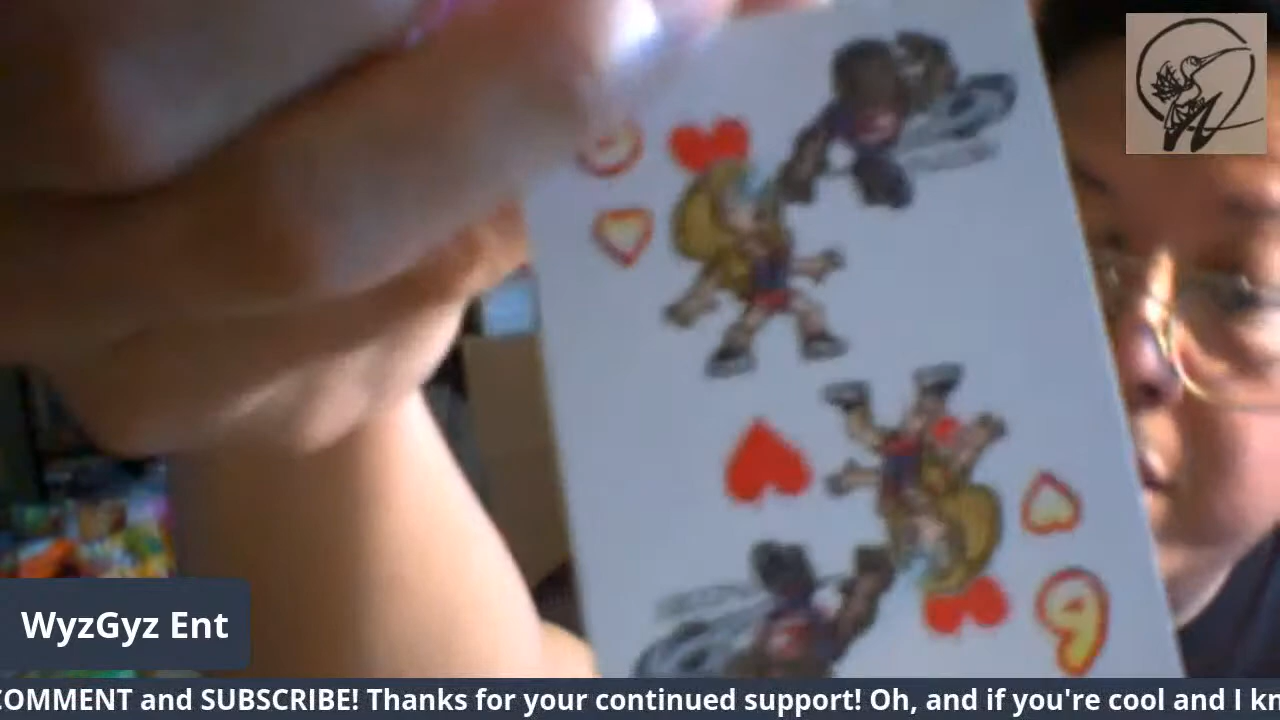 WyzGyz Ent
COMMENT and SUBSCRIBE! Thanks for your continued support! Oh, and if you're cool and I kn